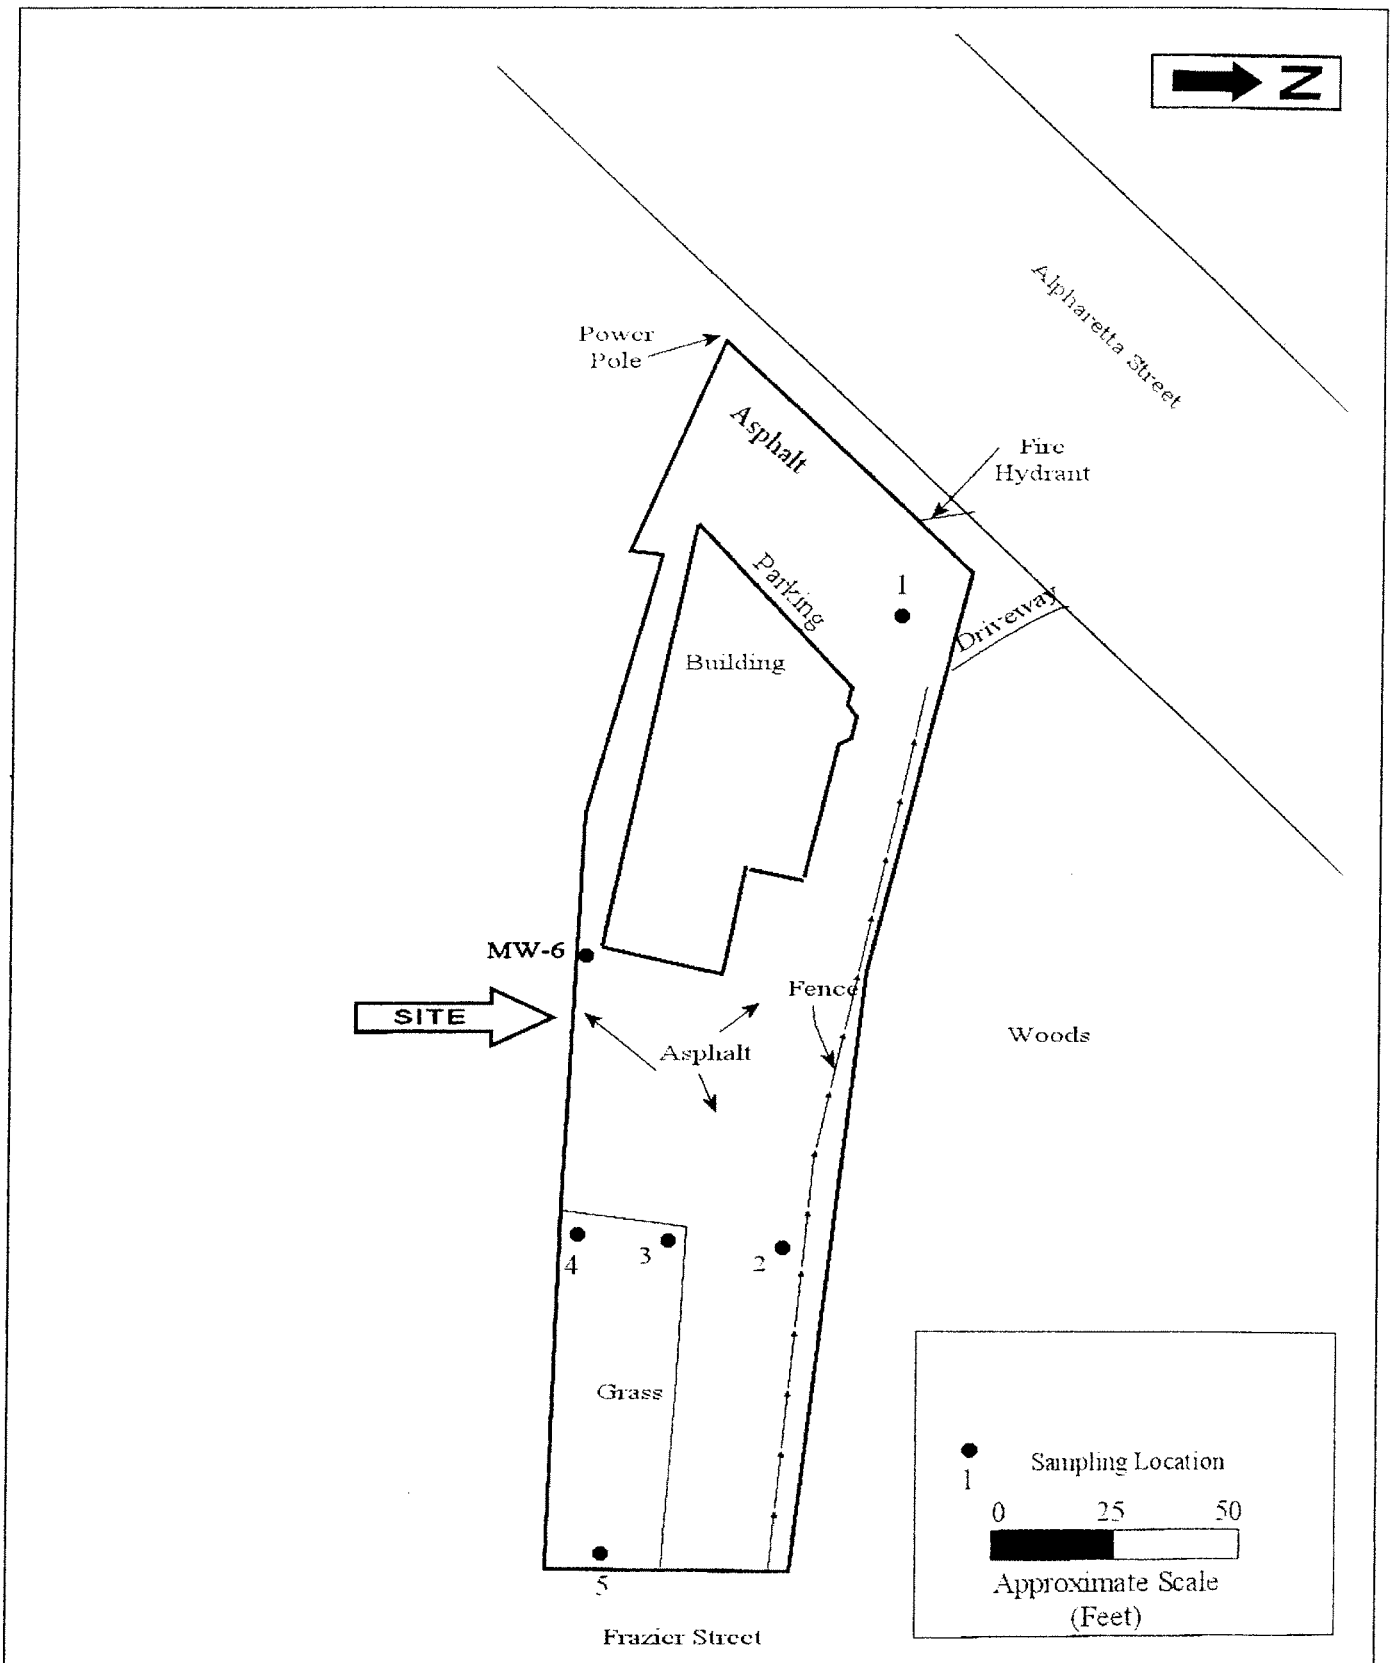 N
Alpharetta Street
Power
Pole
Asphalt
Fire
Hydrant
Parking
1
Driveway
Building
MW-6
Fence
SITE
Asphalt
Woods
4
3
2
Grass
1
Sampling Location
0 25 50
Approximate Scale
(Feet)
5
Frazier Street